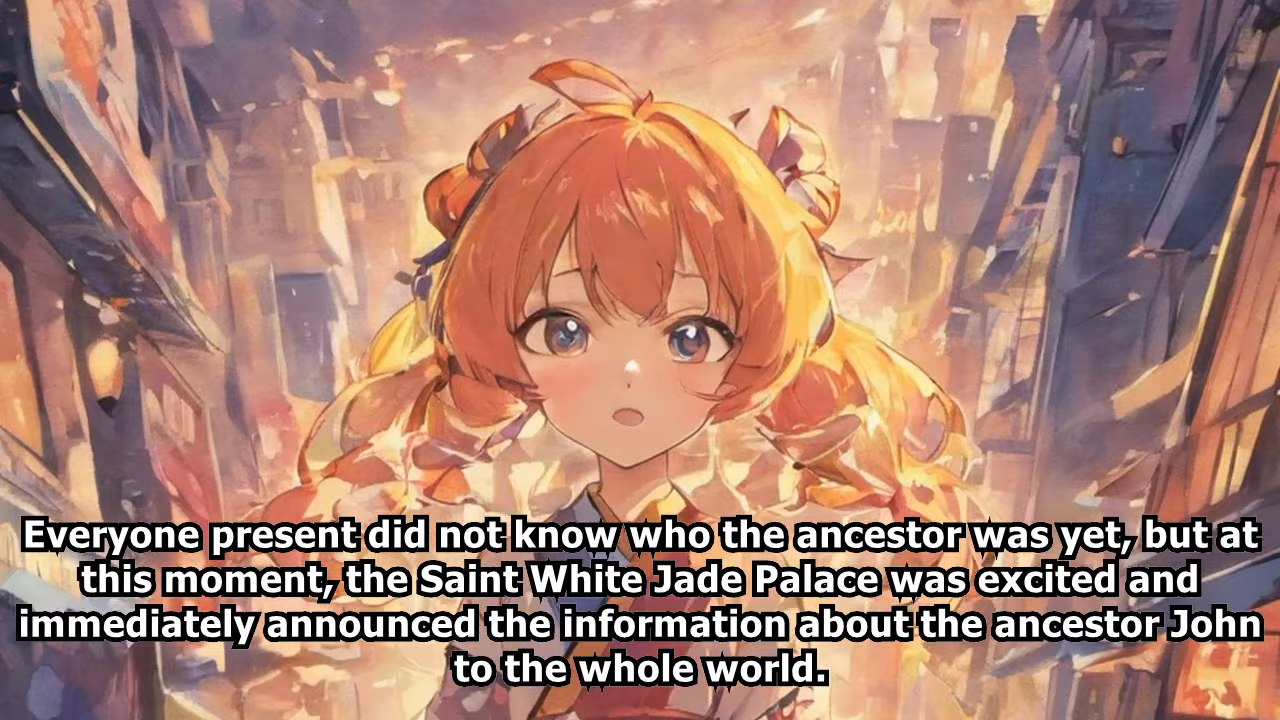 Everyone present did not know who the ancestor was yet, but at
this moment, the Saint White Jade Palace was excited and
immediately announced the information about the ancestor John
to the whole world.